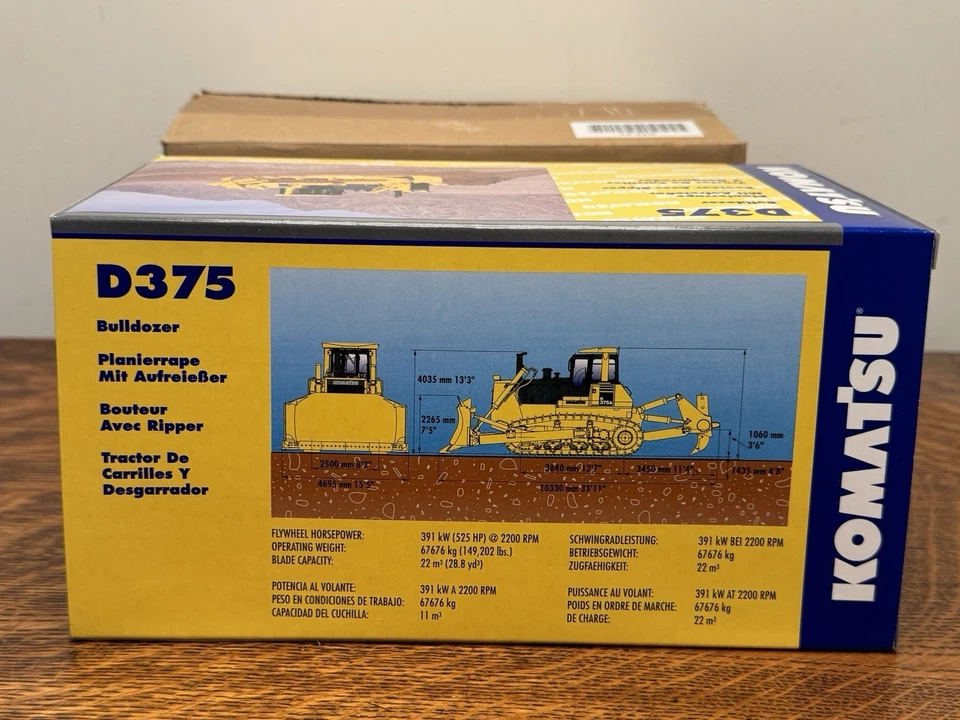 D375
KOMATSU
D375
Bulldozer
Planierrape
Mit Aufreießer
Bouteur
Avec Ripper
Tractor De
Carrilles Y
Desgarrador
4035 mm 13'3"
2265 mm
7'5"
KOMATSU
375A
1060 mm
3'6"
2500 mm 8'2"
4695 mm 15'5"
3840 mm 12'7"
3450 mm 11'4"
1435 mm 4'8"
10330 mm 33'11"
FLYWHEEL HORSEPOWER: 391 kW (525 HP) @ 2200 RPM
OPERATING WEIGHT: 67676 kg (149,202 lbs.)
BLADE CAPACITY: 22 m³ (28.8 yd³)
SCHWINGRADLEISTUNG: 391 kW BEI 2200 RPM
BETRIEBSGEWICHT: 67676 kg
ZUGFAEHIGKEIT: 22 m³
POTENCIA AL VOLANTE: 391 kW A 2200 RPM
PESO EN CONDICIONES DE TRABAJO: 67676 kg
CAPACIDAD DEL CUCHILLA: 11 m³
PUISSANCE AU VOLANT: 391 kW AT 2200 RPM
POIDS EN ORDRE DE MARCHE: 67676 kg
DE CHARGE: 22 m³
KOMATSU®